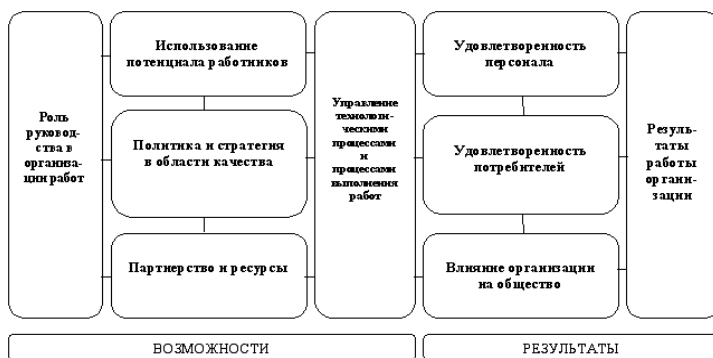 Роль
руковод-
ства в
организа-
ции работ
Использование
потенциала работников
Политика и стратегия
в области качества
Партнерство и ресурсы
Управление
технологи-
ческими
процессами
и
процессами
выполнения
работ
Удовлетворенность
персонала
Удовлетворенность
потребителей
Влияние организации
на общество
Резуль-
таты
работы
органи-
зации
ВОЗМОЖНОСТИ
РЕЗУЛЬТАТЫ